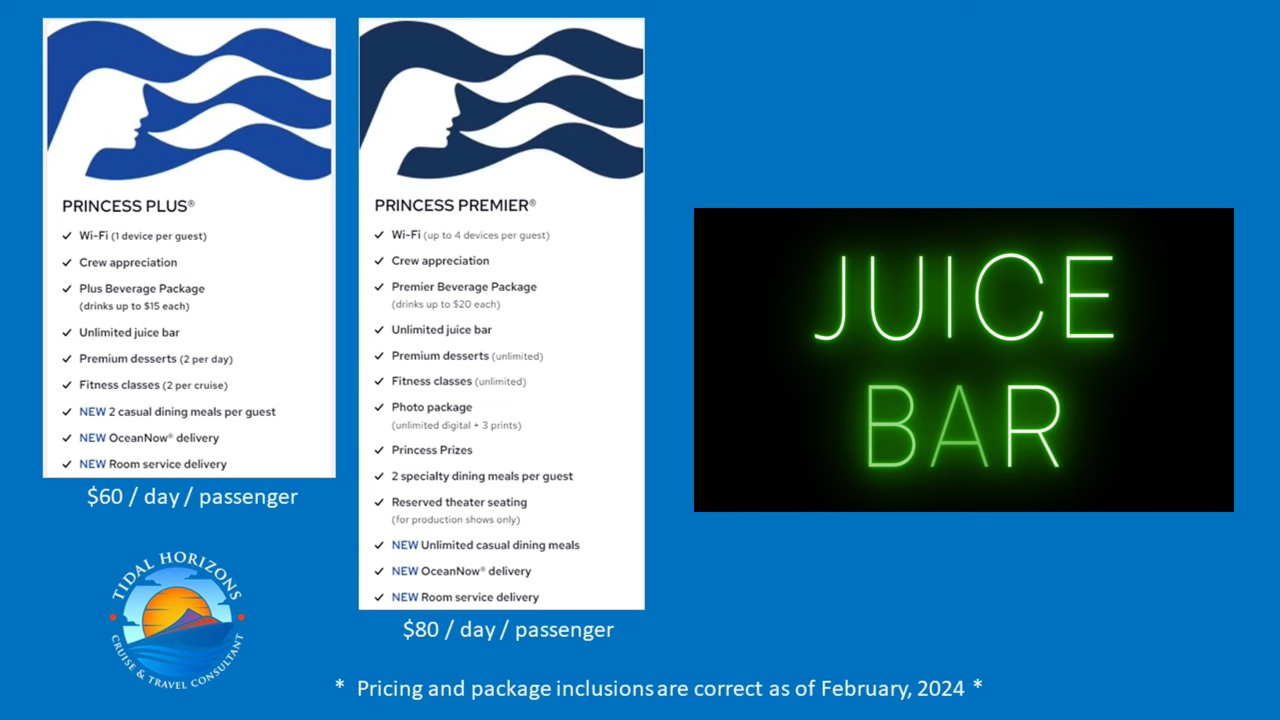 PRINCESS PLUS®
Wi-Fi (1 device per guest)
Crew appreciation
Plus Beverage Package
(drinks up to $15 each)
Unlimited juice bar
Premium desserts (2 per day)
Fitness classes (2 per cruise)
NEW 2 casual dining meals per guest
NEW OceanNow® delivery
NEW Room service delivery
$60 / day / passenger
PRINCESS PREMIER®
Wi-Fi (up to 4 devices per guest)
Crew appreciation
Premier Beverage Package
(drinks up to $20 each)
Unlimited juice bar
Premium desserts (unlimited)
Fitness classes (unlimited)
Photo package
(unlimited digital + 3 prints)
Princess Prizes
2 specialty dining meals per guest
Reserved theater seating
(for production shows only)
NEW Unlimited casual dining meals
NEW OceanNow® delivery
NEW Room service delivery
$80 / day / passenger
JUICE
BAR
TIDAL HORIZONS
CRUISE & TRAVEL CONSULTANT
* Pricing and package inclusions are correct as of February, 2024 *